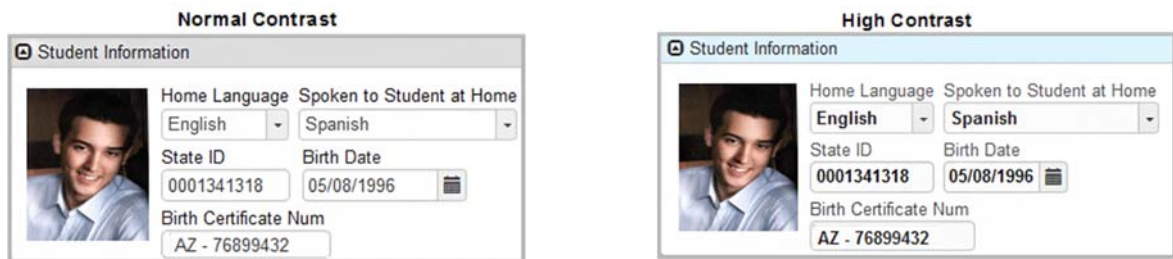 Normal Contrast
Student Information
Home Language Spoken to Student at Home
English Spanish
State ID Birth Date
0001341318 05/08/1996
Birth Certificate Num
AZ - 76899432
High Contrast
Student Information
Home Language Spoken to Student at Home
English Spanish
State ID Birth Date
0001341318 05/08/1996
Birth Certificate Num
AZ - 76899432